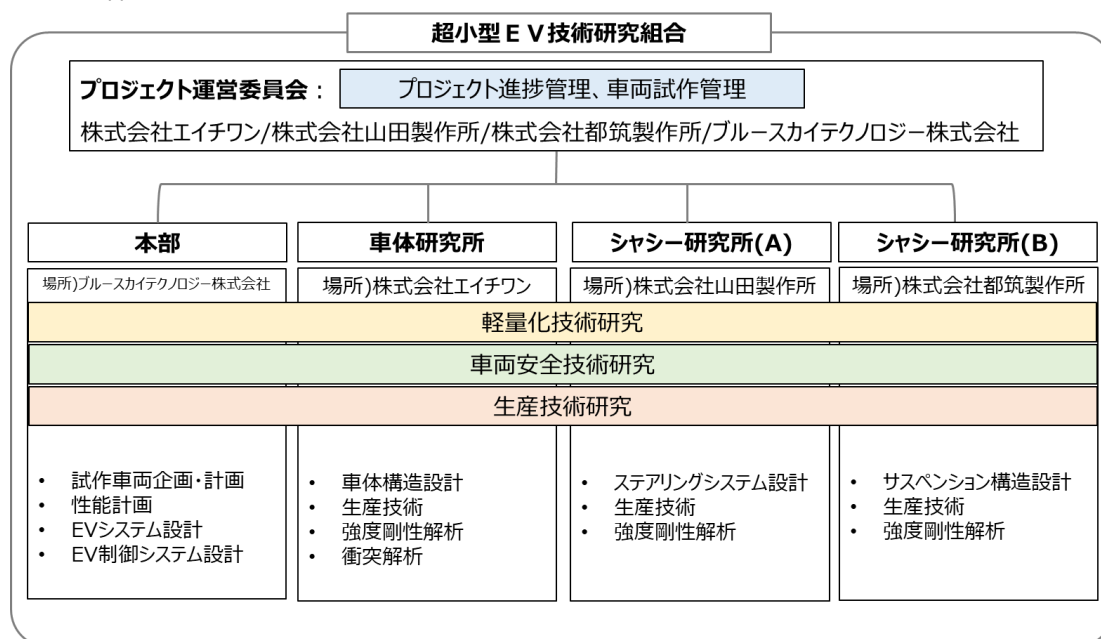 超小型EV技術研究組合
プロジェクト運営委員会： プロジェクト進捗管理、車両試作管理
株式会社エイチワン/株式会社山田製作所/株式会社都筑製作所/ブルースカイテクノロジー株式会社
本部
車体研究所
シャシー研究所(A)
シャシー研究所(B)
場所)ブルースカイテクノロジー株式会社
場所)株式会社エイチワン
場所)株式会社山田製作所
場所)株式会社都筑製作所
軽量化技術研究
車両安全技術研究
生産技術研究
• 試作車両企画・計画
• 性能計画
• EVシステム設計
• EV制御システム設計
• 車体構造設計
• 生産技術
• 強度剛性解析
• 衝突解析
• ステアリングシステム設計
• 生産技術
• 強度剛性解析
• サスペンション構造設計
• 生産技術
• 強度剛性解析